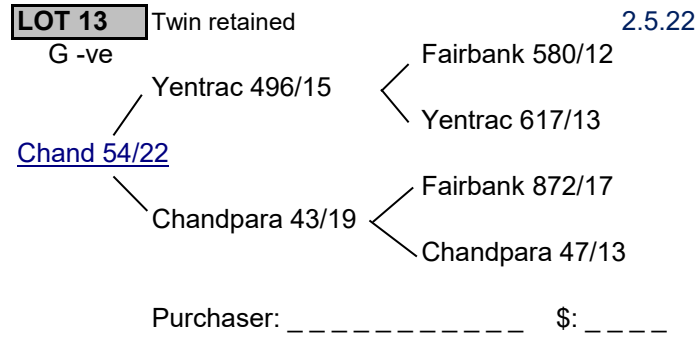 LOT 13 Twin retained 2.5.22
G -ve Fairbank 580/12
Yentrac 496/15
Yentrac 617/13
Chand 54/22
Fairbank 872/17
Chandpara 43/19
Chandpara 47/13
Purchaser: _ _ _ _ _ _ _ _ _ _ _ $: _ _ _ _